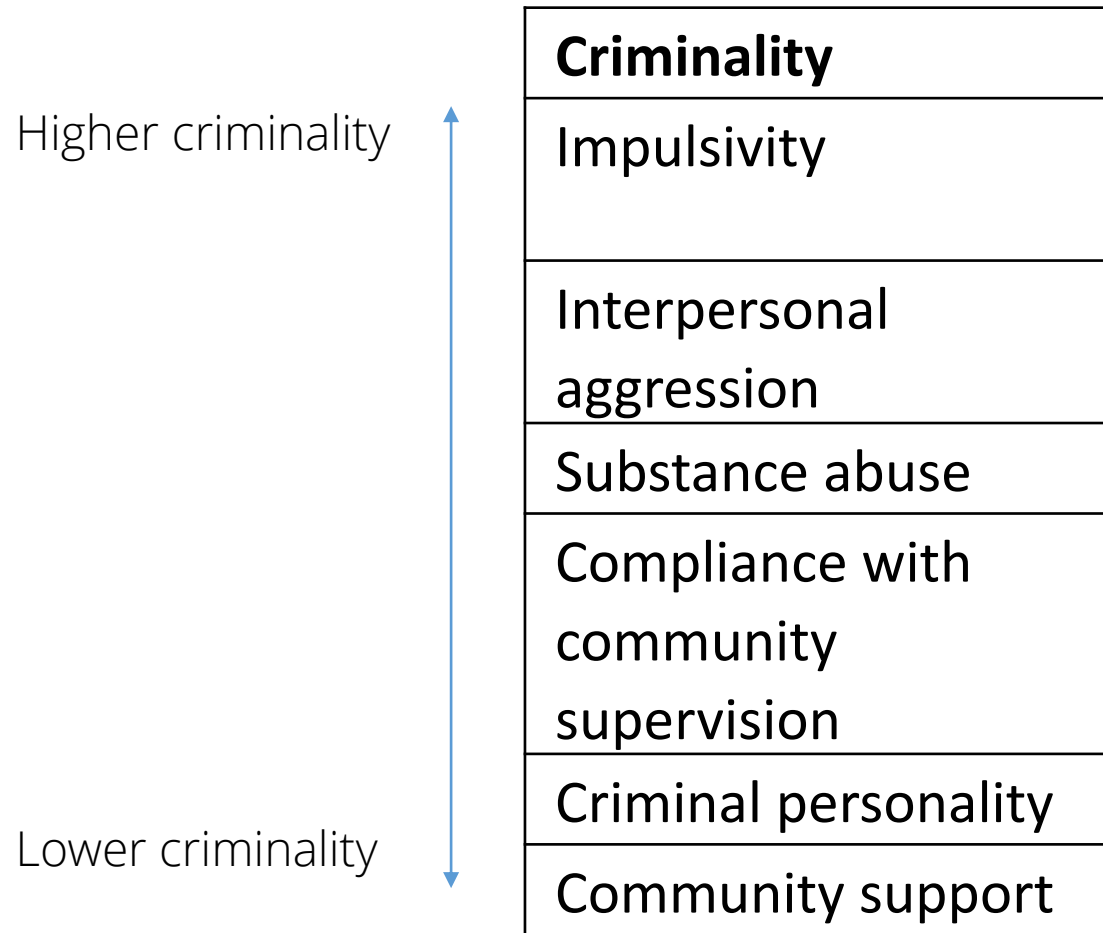 Criminality
Higher criminality
Impulsivity
Interpersonal
aggression
Substance abuse
Compliance with
community
supervision
Criminal personality
Lower criminality
Community support